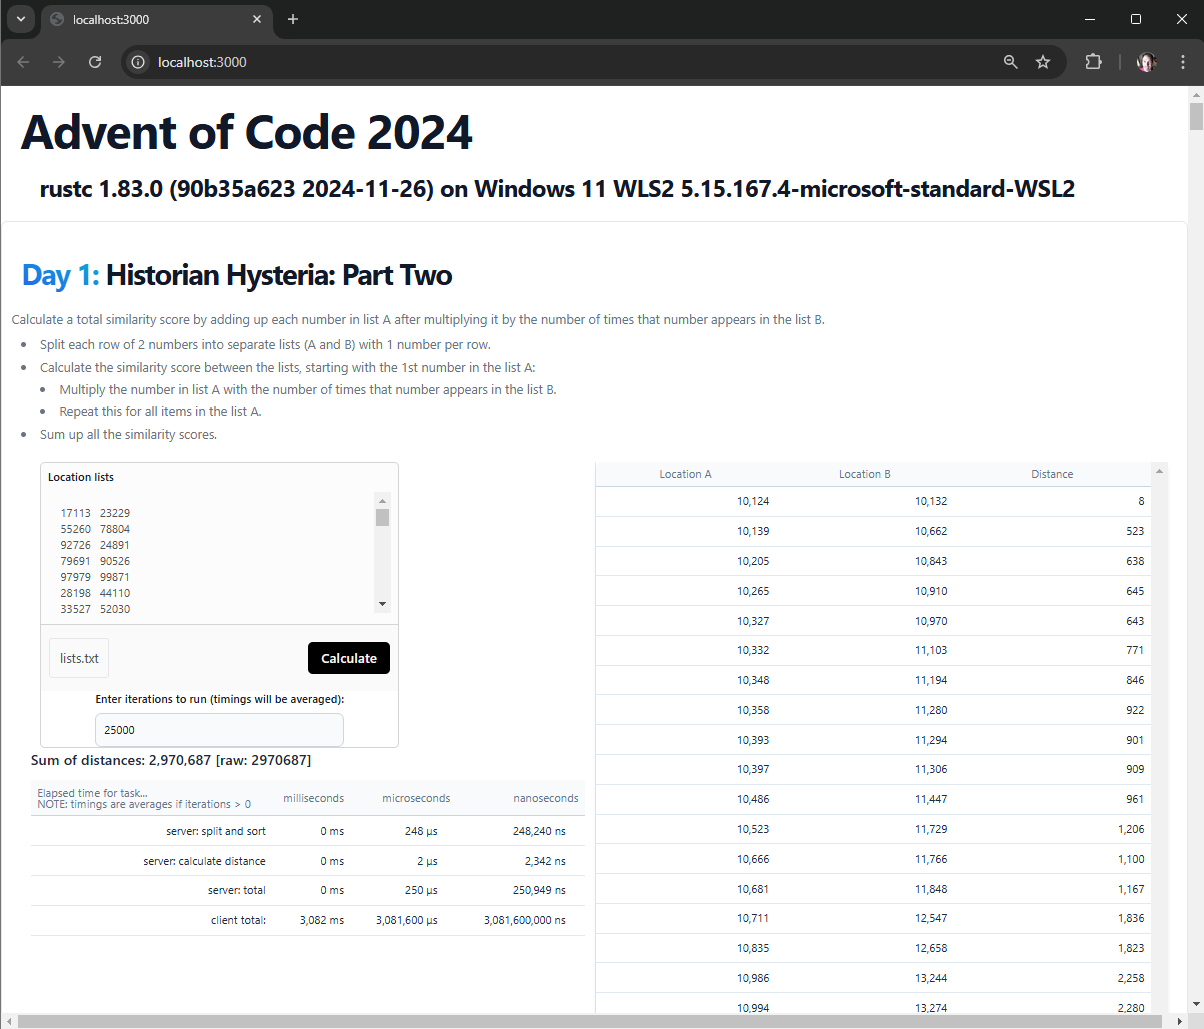 localhost:3000
localhost:3000
Advent of Code 2024
rustc 1.83.0 (90b35a623 2024-11-26) on Windows 11 WLS2 5.15.167.4-microsoft-standard-WSL2
Day 1: Historian Hysteria: Part Two
Calculate a total similarity score by adding up each number in list A after multiplying it by the number of times that number appears in the list B.
Split each row of 2 numbers into separate lists (A and B) with 1 number per row.
Calculate the similarity score between the lists, starting with the 1st number in the list A:
Multiply the number in list A with the number of times that number appears in the list B.
Repeat this for all items in the list A.
Sum up all the similarity scores.
Location lists
17113 23229
55260 78804
92726 24891
79691 90526
97979 99871
28198 44110
33527 52030
lists.txt
Calculate
Enter iterations to run (timings will be averaged):
25000
Sum of distances: 2,970,687 [raw: 2970687]
Elapsed time for task...
NOTE: timings are averages if iterations > 0
milliseconds microseconds nanoseconds
server: split and sort 0 ms 248 µs 248,240 ns
server: calculate distance 0 ms 2 µs 2,342 ns
server: total 0 ms 250 µs 250,949 ns
client total: 3,082 ms 3,081,600 µs 3,081,600,000 ns
Location A Location B Distance
10,124 10,132 8
10,139 10,662 523
10,205 10,843 638
10,265 10,910 645
10,327 10,970 643
10,332 11,103 771
10,348 11,194 846
10,358 11,280 922
10,393 11,294 901
10,397 11,306 909
10,486 11,447 961
10,523 11,729 1,206
10,666 11,766 1,100
10,681 11,848 1,167
10,711 12,547 1,836
10,835 12,658 1,823
10,986 13,244 2,258
10,994 13,274 2,280